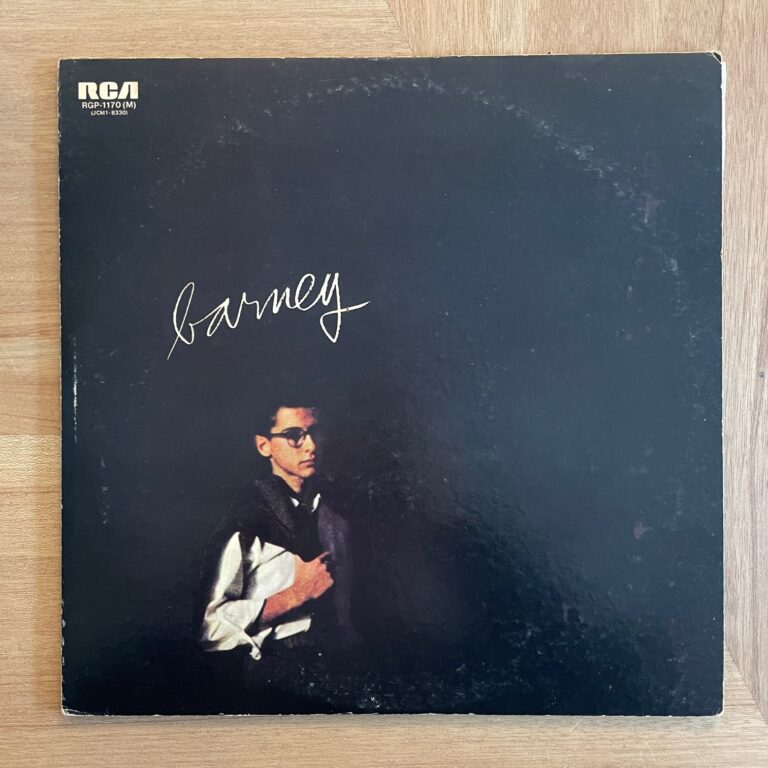 RCA
RGP-1170 (M)
(JCM1-8330)
barney